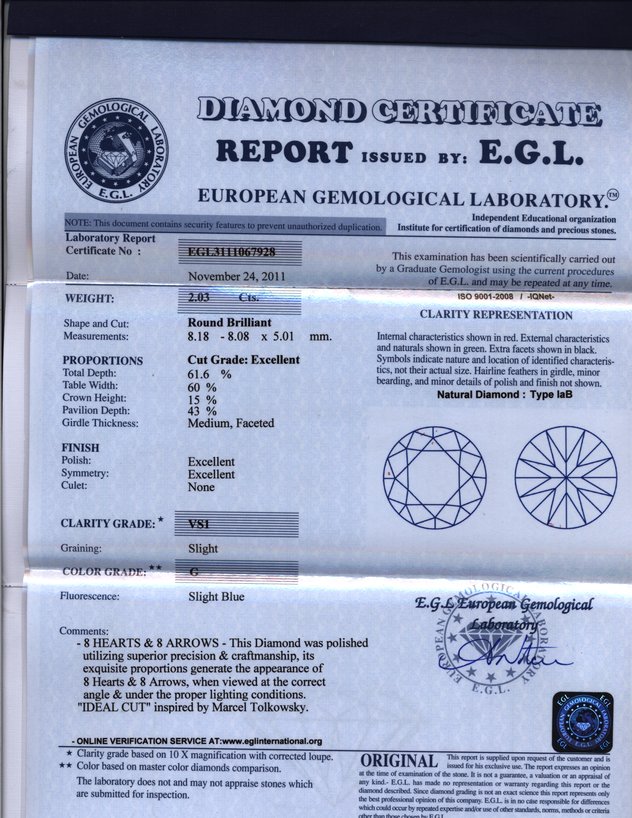 DIAMOND CERTIFICATE
REPORT ISSUED BY: E.G.L.
EUROPEAN GEMOLOGICAL LABORATORY.™
EUROPEAN GEMOLOGICAL LABORATORY
E.G.L.
NOTE: This document contains security features to prevent unauthorized duplication.
Independent Educational organization
Institute for certification of diamonds and precious stones.
Laboratory Report
Certificate No : EGL3111067928
Date: November 24, 2011
WEIGHT: 2.03 Cts.
Shape and Cut: Round Brilliant
Measurements: 8.18 - 8.08 x 5.01 mm.
PROPORTIONS Cut Grade: Excellent
Total Depth: 61.6 %
Table Width: 60 %
Crown Height: 15 %
Pavilion Depth: 43 %
Girdle Thickness: Medium, Faceted
FINISH
Polish: Excellent
Symmetry: Excellent
Culet: None
CLARITY GRADE:* VS1
Graining: Slight
COLOR GRADE:** G
Fluorescence: Slight Blue
Comments:
- 8 HEARTS & 8 ARROWS - This Diamond was polished
utilizing superior precision & craftmanship, its
exquisite proportions generate the appearance of
8 Hearts & 8 Arrows, when viewed at the correct
angle & under the proper lighting conditions.
"IDEAL CUT" inspired by Marcel Tolkowsky.
- ONLINE VERIFICATION SERVICE AT:www.eglinternational.org
* Clarity grade based on 10 X magnification with corrected loupe.
** Color based on master color diamonds comparison.
The laboratory does not and may not appraise stones which
are submitted for inspection.
This examination has been scientifically carried out
by a Graduate Gemologist using the current procedures
of E.G.L. and may be repeated at any time.
ISO 9001-2008 / -IQNet-
CLARITY REPRESENTATION
Internal characteristics shown in red. External characteristics
and naturals shown in green. Extra facets shown in black.
Symbols indicate nature and location of identified characteris-
tics, not their actual size. Hairline feathers in girdle, minor
bearding, and minor details of polish and finish not shown.
Natural Diamond : Type IaB
E.G.L European Gemological
Laboratory
EUROPEAN GEMOLOGICAL LABORATORY
E.G.L.
EGL EGL
EGL EGL
ORIGINAL This report is supplied upon request of the customer and is
issued for his exclusive use. The report expresses an opinion
at the time of examination of the stone. It is not a guarantee, a valuation or an appraisal of
any kind.- E.G.L. has made no representation or warranty regarding this report or the
diamond described. Since diamond grading is not an exact science this report represents only
the best professional opinion of this company. E.G.L. is in no case responsible for differences
which could occur by repeated expertise and/or use of other standards, norms, methods or criteria
other than those chosen by E.G.L